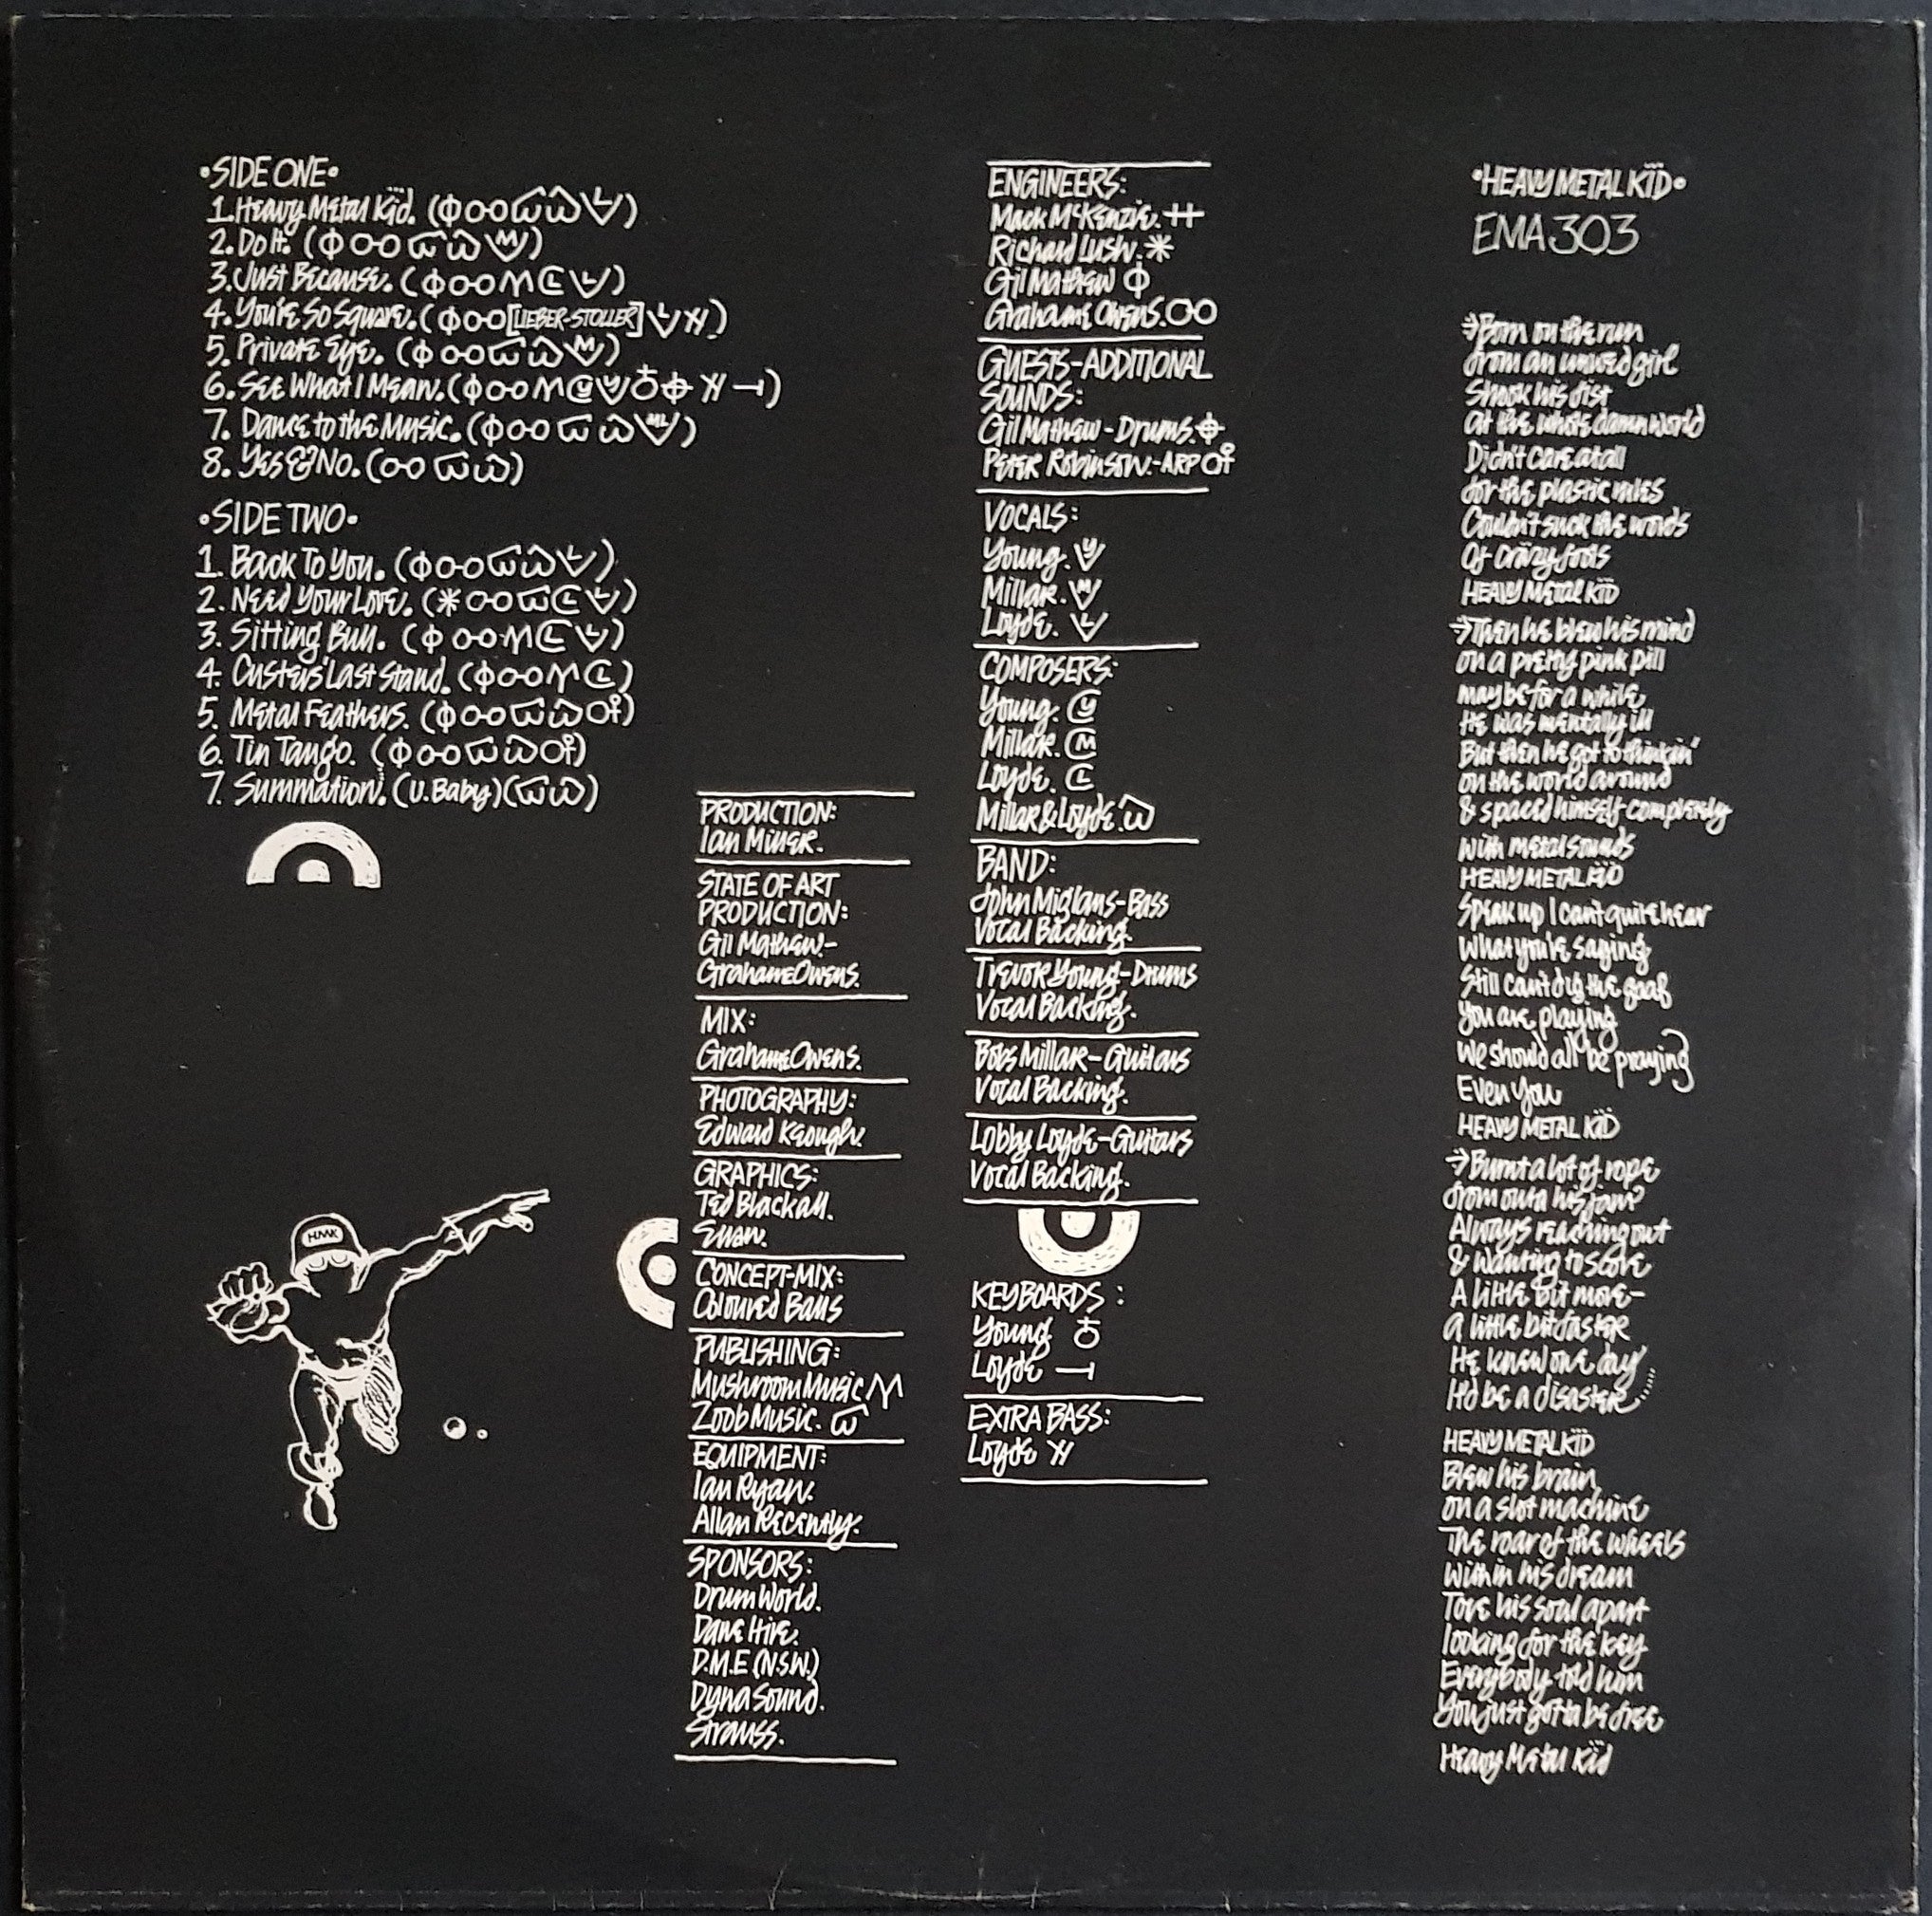 •SIDE ONE•
1. Heavy Metal Kïd. (
2. Do It. (
3. Just Because. (
4. You're So Square. ( [LIEBER-STOLLER] )
5. Private Eye. (
6. See What I Mean. (
7. Dance to the Music. (
8. Yes & No. (
•SIDE TWO•
1. Back To You. (
2. Need Your Love. (
3. Sitting Bull. (
4. Custers' Last Stand. (
5. Metal Feathers. (
6. Tin Tango. (
7. Summation. (U. Baby) (
HMK
PRODUCTION:
Ian Miller.
STATE OF ART
PRODUCTION:
Gil Mathew-
Grahame Owens.
MIX:
Grahame Owens.
PHOTOGRAPHY:
Edward Keogh.
GRAPHICS:
Ted Blackall.
CONCEPT-MIX:
Coloured Balls
PUBLISHING:
Mushroom Music
Zoob Music.
EQUIPMENT:
Ian Ryan.
Allan Recently.
SPONSORS:
Drum World.
Dave Hire.
D.M.E (N.S.W.)
Dyna Sound.
Strauss.
ENGINEERS:
Mack McKenzie.
Richard Lush.
Gil Mathew
Grahame Owens.
GUESTS-ADDITIONAL
SOUNDS:
Gil Mathew-Drums.
Peter Robinson.-ARP
VOCALS:
Young. Y
Millar. M
Loyde. L
COMPOSERS:
Young. Y
Millar. M
Loyde. L
Millar & Loyde.
BAND:
John Miglans-Bass
Vocal Backing.
Trevor Young-Drums
Vocal Backing.
Bobs Millar-Guitars
Vocal Backing.
Lobby Loyde-Guitars
Vocal Backing.
KEYBOARDS:
Young
Loyde
EXTRA BASS:
Loyde
•HEAVY METAL KÏD•
EMA 303
→Born on the run
from an unwed girl
Shook his fist
At the whole damn world
Didn't care at all
for the plastic rules
Couldn't suck the words
Of crazy fools
HEAVY METAL KÏD
→Then he blew his mind
on a pretty pink pill
maybe for a while
He was mentally ill
But then he got to thinkin'
on the world around
& spaced himself completely
With metal sounds
HEAVY METAL KÏD
Speak up I can't quite hear
What you're saying
Still can't dig the goal
You are playing
We should all be praying
Even You
HEAVY METAL KÏD
→Burnt a lot of rope
from outa his jaw
Always reaching out
& wanting to score
A little bit more-
A little bit faster
He knew one day
He'd be a disaster
HEAVY METAL KÏD
Blew his brain
on a slot machine
The roar of the wheels
Within his dream
Tore his soul apart
looking for the key
Everybody told him
You just gotta be free
Heavy Metal Kïd